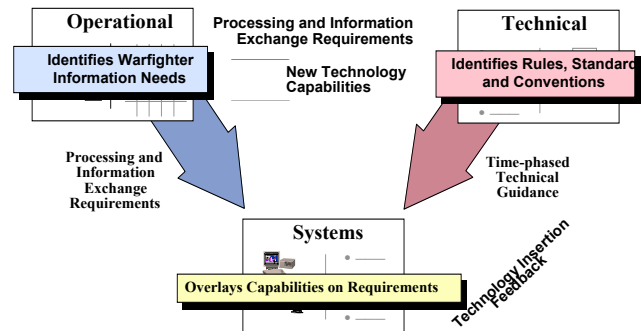 Operational
Identifies Warfighter
Information Needs
Processing and Information
Exchange Requirements
New Technology
Capabilities
Technical
Identifies Rules, Standard
and Conventions
Processing and
Information
Exchange
Requirements
Time-phased
Technical
Guidance
Systems
Overlays Capabilities on Requirements
Technology Insertion
Feedback